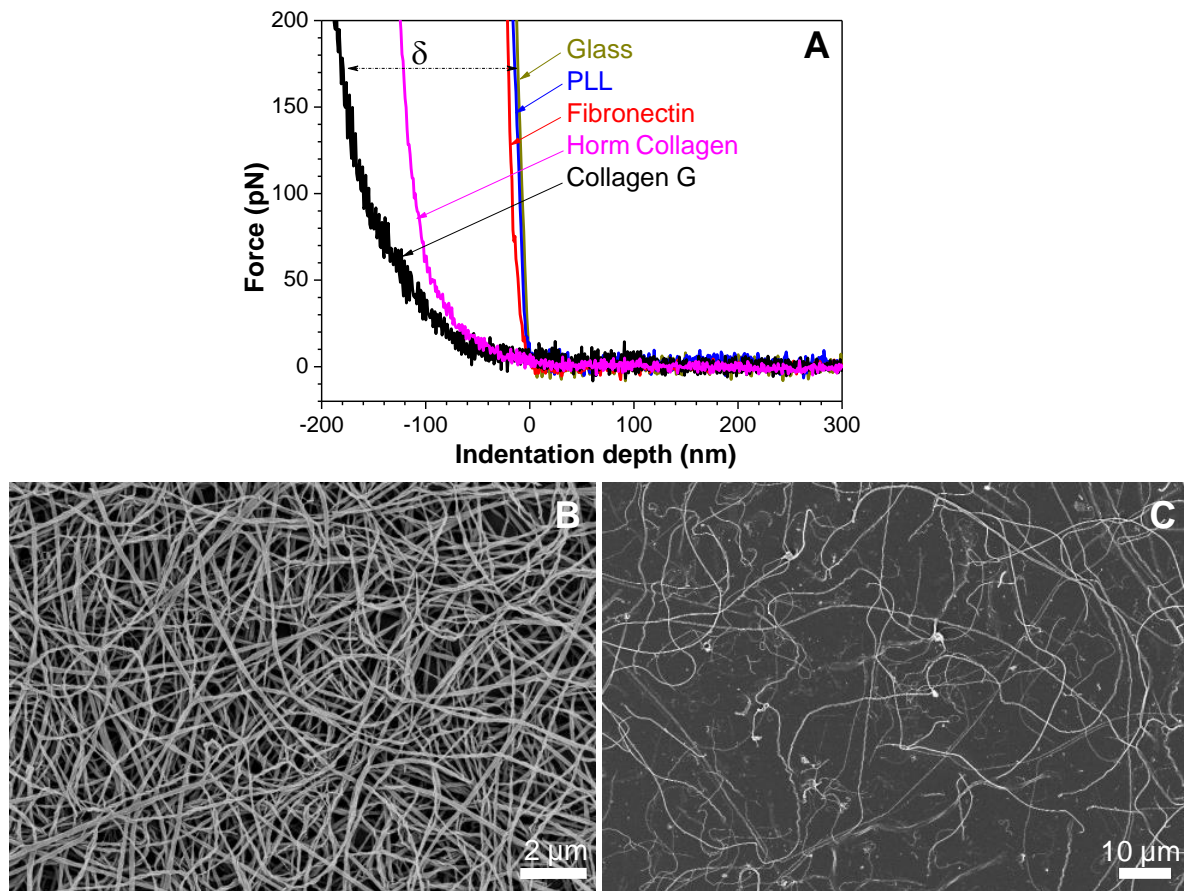 A
δ
Glass
PLL
Fibronectin
Horm Collagen
Collagen G
Force (pN)
200
150
100
50
0
-200 -100 0 100 200 300
Indentation depth (nm)
B
2 µm
C
10 µm